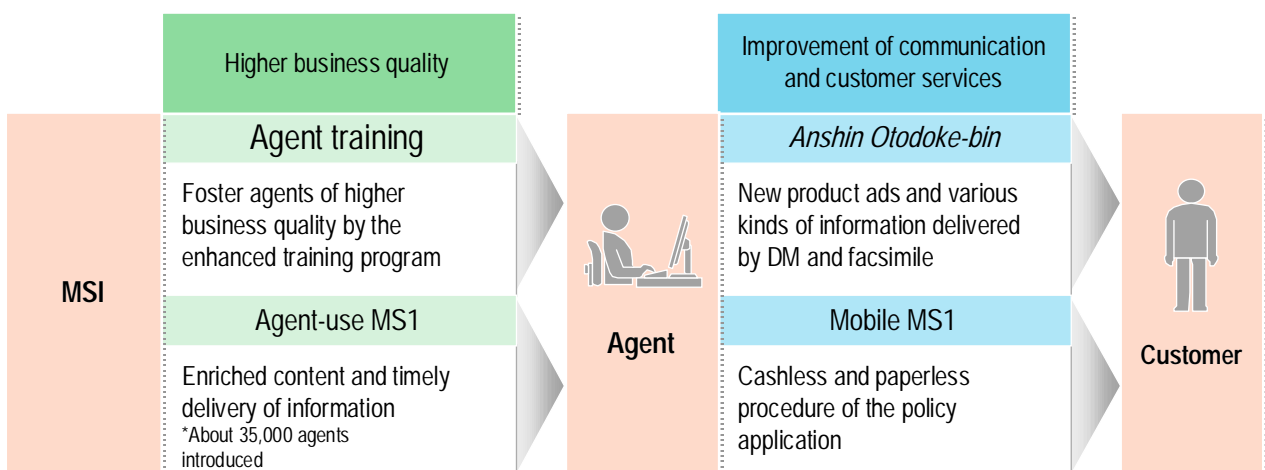 Higher business quality
Improvement of communication
and customer services
MSI
Agent training
Foster agents of higher
business quality by the
enhanced training program
Agent-use MS1
Enriched content and timely
delivery of information
*About 35,000 agents
introduced
Agent
Anshin Otodoke-bin
New product ads and various
kinds of information delivered
by DM and facsimile
Mobile MS1
Cashless and paperless
procedure of the policy
application
Customer